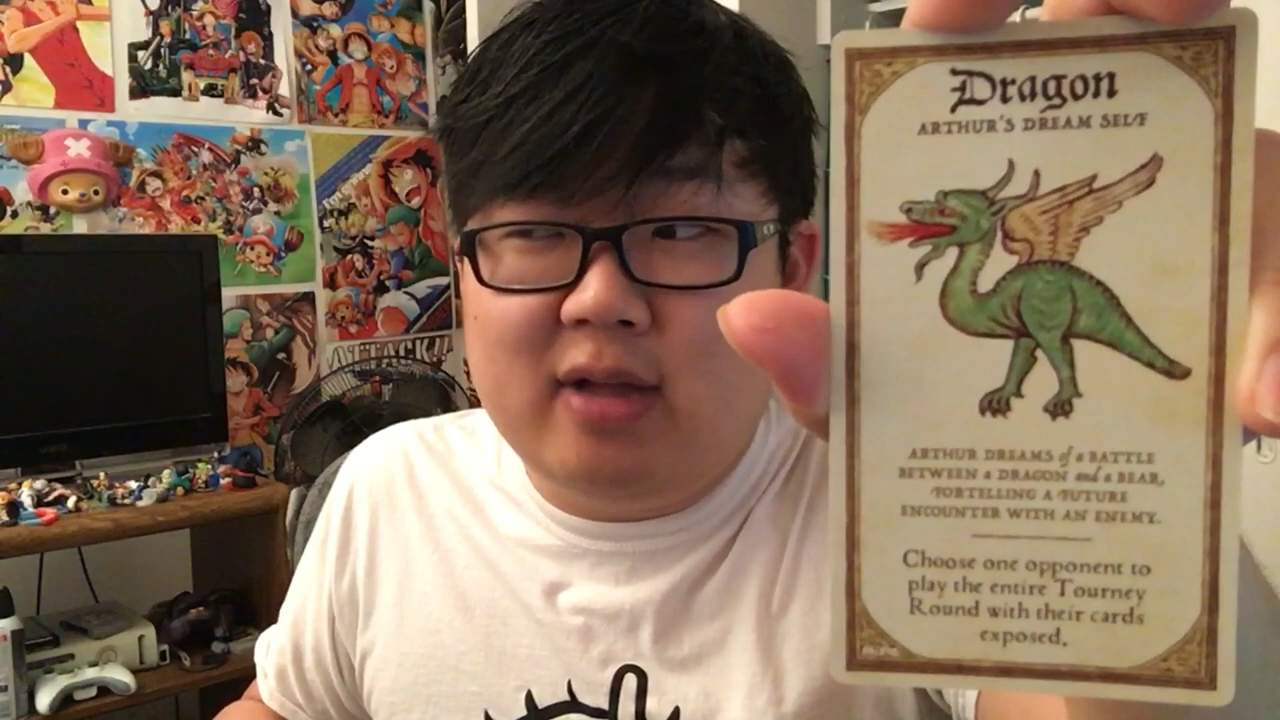 ATTACK!!
Dragon
ARTHUR'S DREAM SELF
ARTHUR DREAMS of a BATTLE
BETWEEN a DRAGON and a BEAR,
FORTELLING A FUTURE
ENCOUNTER WITH AN ENEMY.
Choose one opponent to
play the entire Tourney
Round with their cards
exposed.